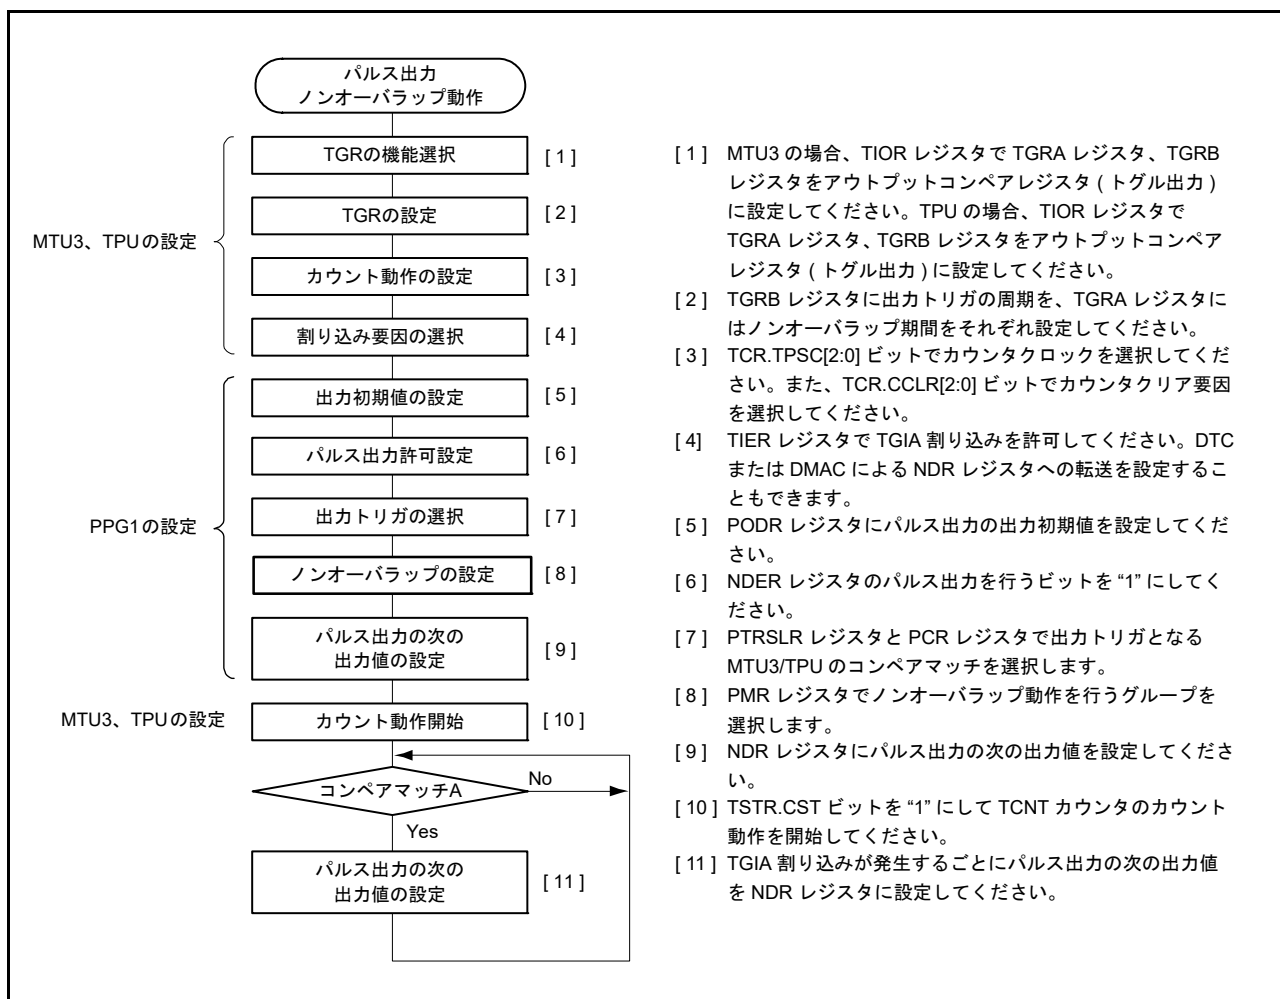 パルス出力
ノンオーバラップ動作
MTU3、TPUの設定
TGRの機能選択
[ 1 ]
TGRの設定
[ 2 ]
カウント動作の設定
[ 3 ]
割り込み要因の選択
[ 4 ]
PPG1の設定
出力初期値の設定
[ 5 ]
パルス出力許可設定
[ 6 ]
出力トリガの選択
[ 7 ]
ノンオーバラップの設定
[ 8 ]
パルス出力の次の
出力値の設定
[ 9 ]
MTU3、TPUの設定
カウント動作開始
[ 10 ]
コンペアマッチA
No
Yes
パルス出力の次の
出力値の設定
[ 11 ]
[ 1 ] MTU3 の場合、TIOR レジスタで TGRA レジスタ、TGRB
レジスタをアウトプットコンペアレジスタ ( トグル出力 )
に設定してください。TPU の場合、TIOR レジスタで
TGRA レジスタ、TGRB レジスタをアウトプットコンペア
レジスタ ( トグル出力 ) に設定してください。
[ 2 ] TGRB レジスタに出力トリガの周期を、TGRA レジスタに
はノンオーバラップ期間をそれぞれ設定してください。
[ 3 ] TCR.TPSC[2:0] ビットでカウンタクロックを選択してくだ
さい。また、TCR.CCLR[2:0] ビットでカウンタクリア要因
を選択してください。
[ 4] TIER レジスタで TGIA 割り込みを許可してください。DTC
または DMAC による NDR レジスタへの転送を設定するこ
ともできます。
[ 5 ] PODR レジスタにパルス出力の出力初期値を設定してくだ
さい。
[ 6 ] NDER レジスタのパルス出力を行うビットを “1” にしてく
ださい。
[ 7 ] PTRSLR レジスタと PCR レジスタで出力トリガとなる
MTU3/TPU のコンペアマッチを選択します。
[ 8 ] PMR レジスタでノンオーバラップ動作を行うグループを
選択します。
[ 9 ] NDR レジスタにパルス出力の次の出力値を設定してくださ
い。
[ 10 ] TSTR.CST ビットを “1” にして TCNT カウンタのカウント
動作を開始してください。
[ 11 ] TGIA 割り込みが発生するごとにパルス出力の次の出力値
を NDR レジスタに設定してください。